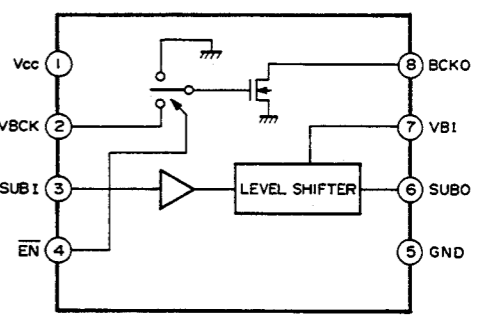 Vcc 1
8 BCKO
VBCK 2
7 VBI
SUBI 3
LEVEL SHIFTER
6 SUBO
EN 4
5 GND